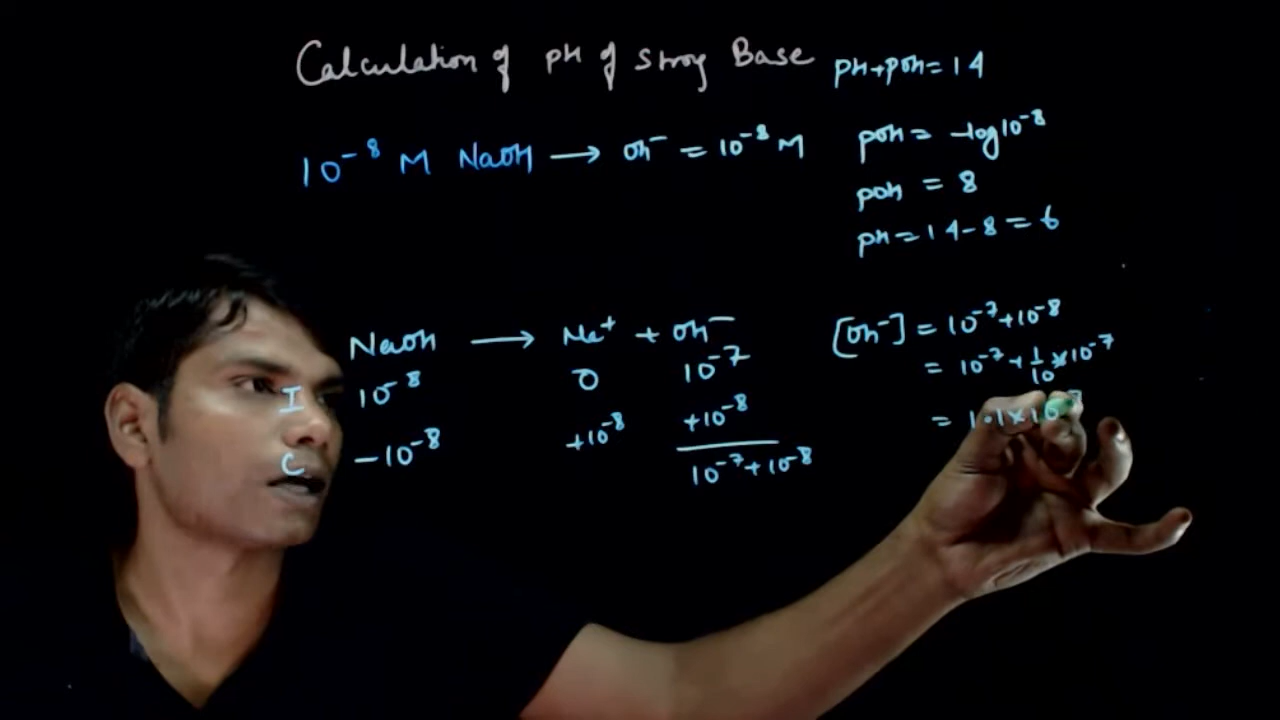 Calculation of pH of Strong Base
pH+pOH=14
10⁻⁸ M NaOH → OH⁻ = 10⁻⁸ M
pOH = -log10⁻⁸
pOH = 8
pH = 14-8 = 6
NaOH → Na⁺ + OH⁻
I 10⁻⁸ 0 10⁻⁷
C -10⁻⁸ +10⁻⁸ +10⁻⁸
10⁻⁷+10⁻⁸
[OH⁻] = 10⁻⁷+10⁻⁸
= 10⁻⁷ + 1/10 × 10⁻⁷
= 1.1×10⁻⁷